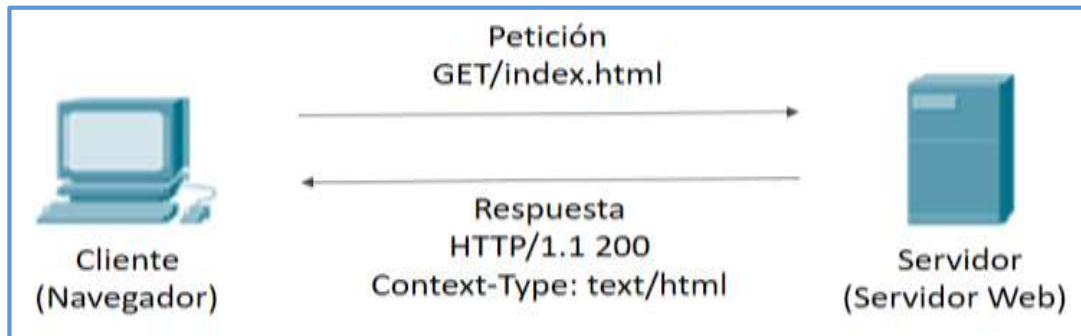 Petición
GET/index.html
Respuesta
HTTP/1.1 200
Context-Type: text/html
Cliente
(Navegador)
Servidor
(Servidor Web)